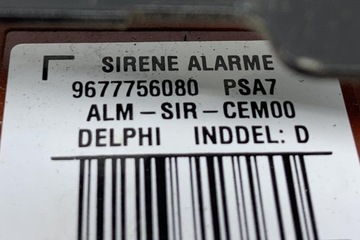 SIRENE ALARME
9677756080 PSA7
ALM-SIR-CEM00
DELPHI INDDEL: D